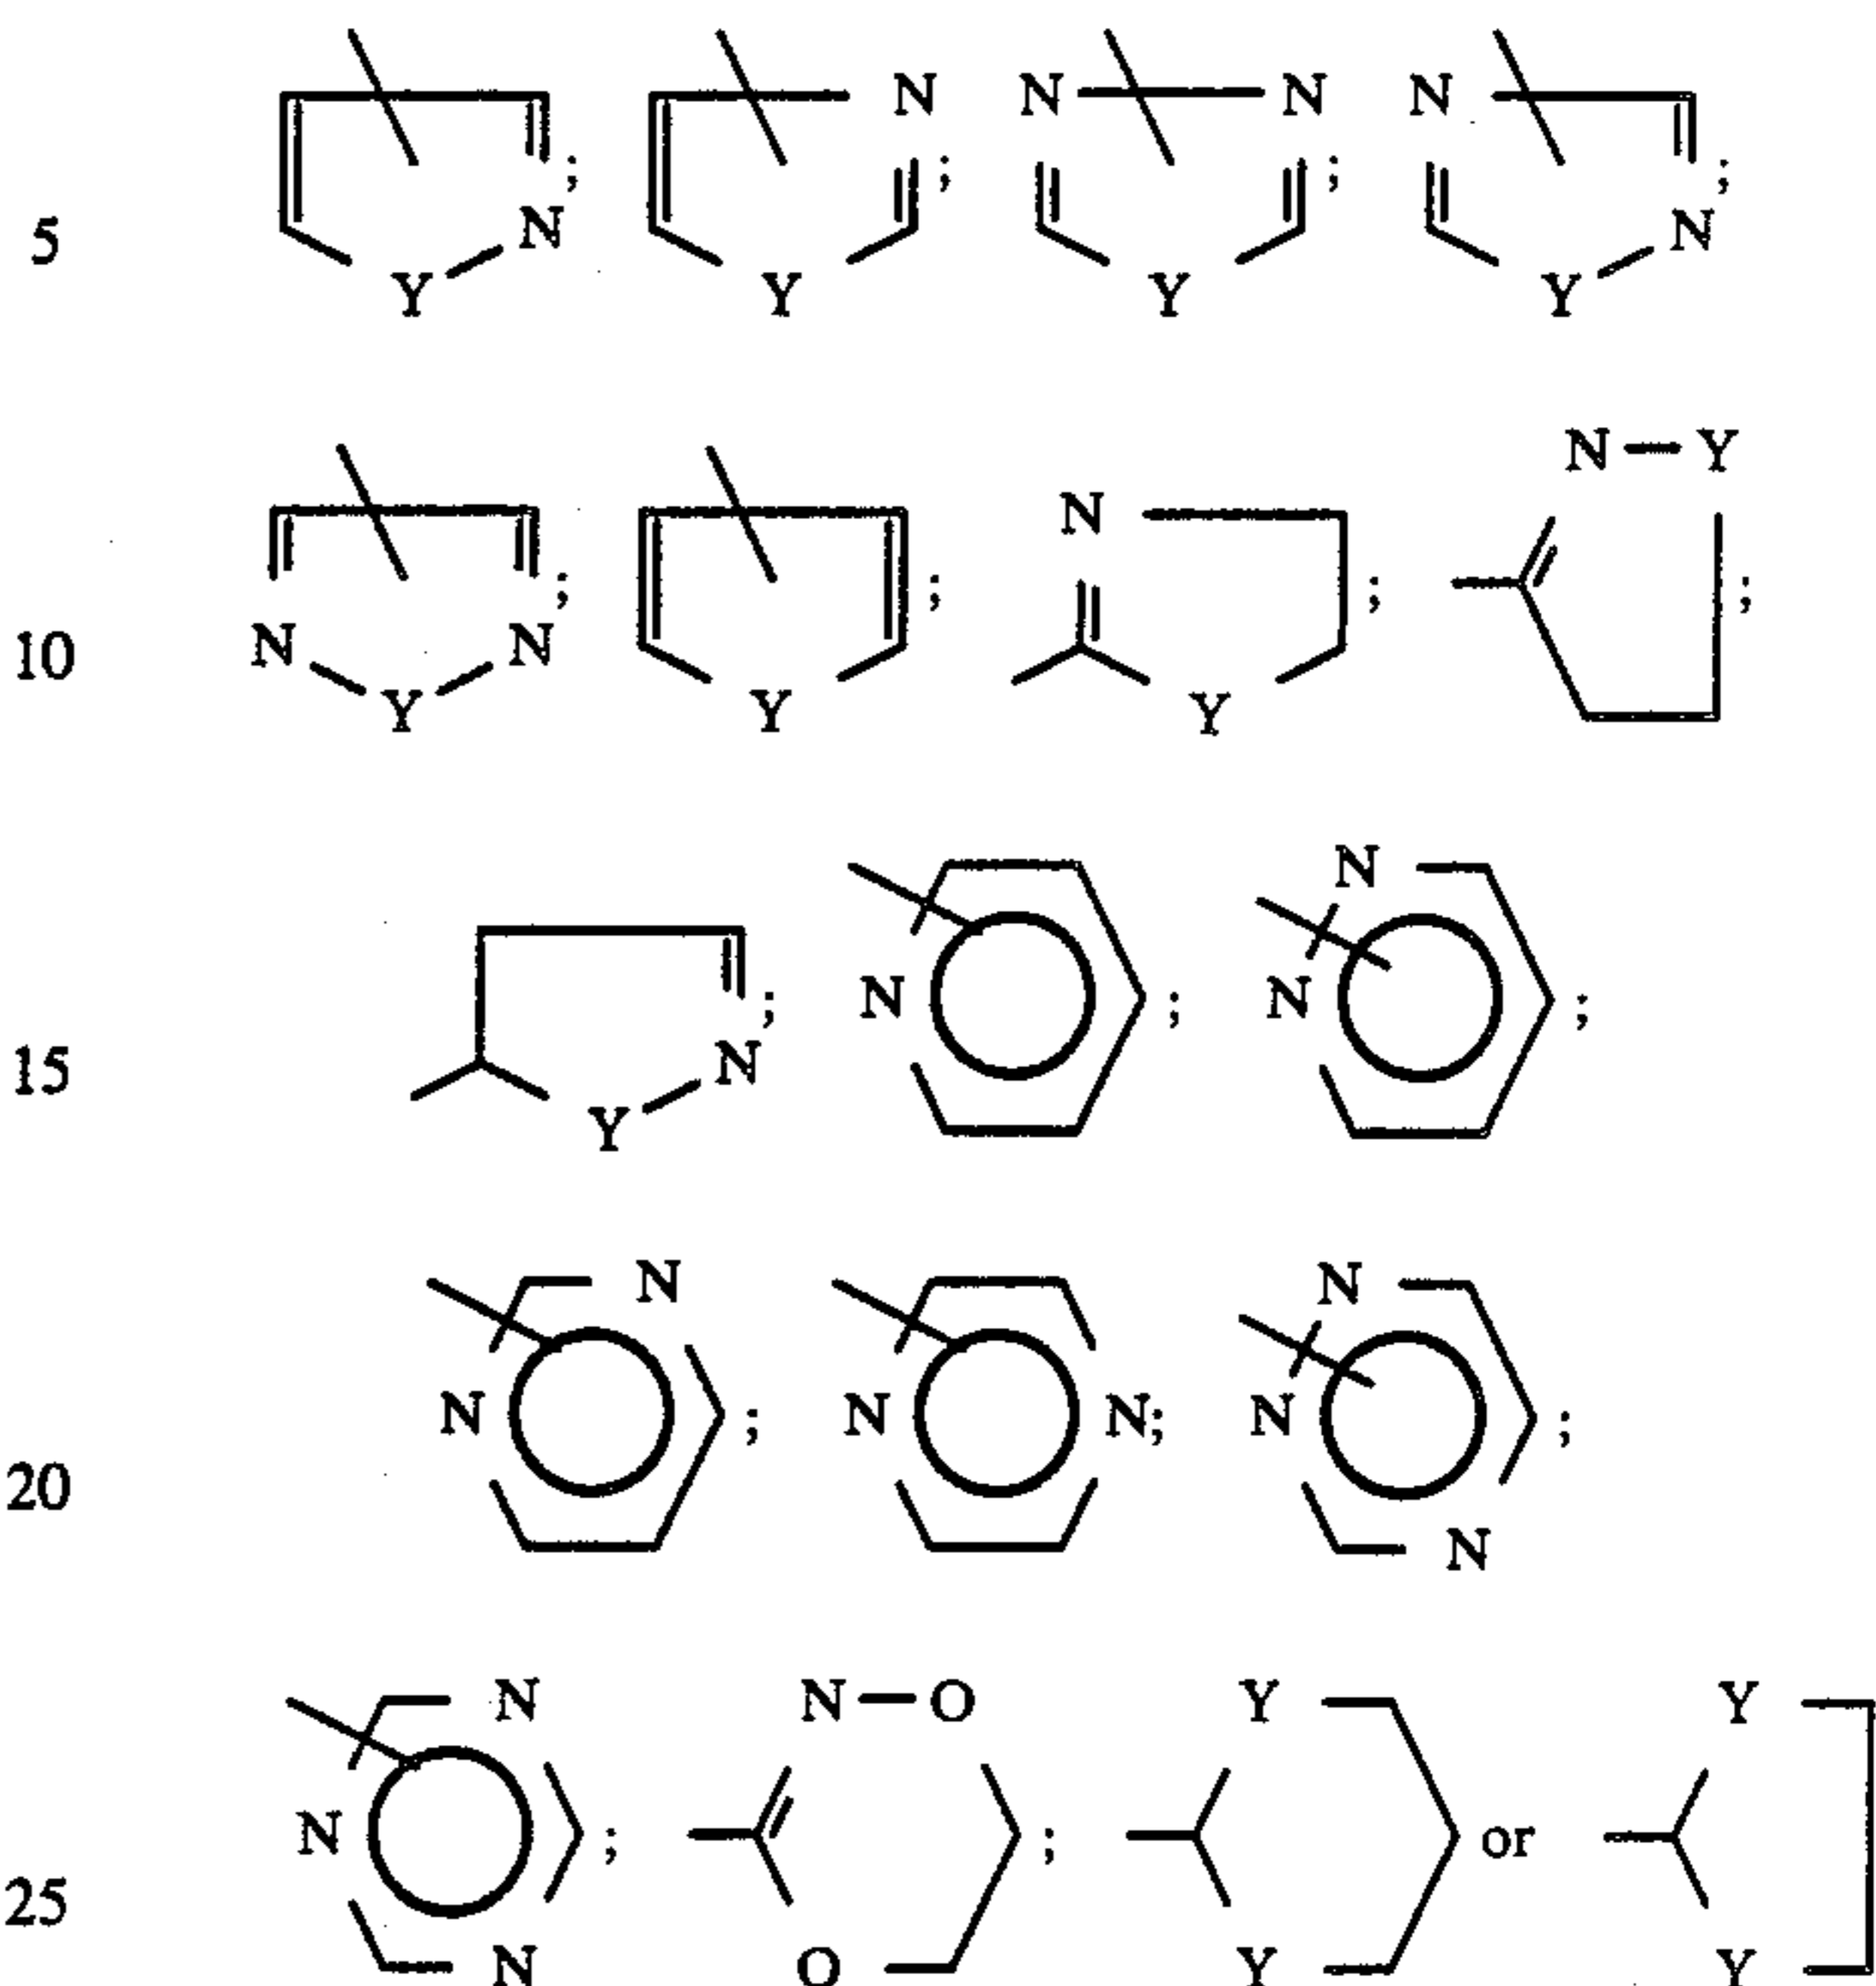 N N N N
; ; ; ;
5 N N
Y Y Y Y
N — Y
N
; ; ; ;
10 N N
Y Y Y
N
N N
; ; ;
15 N
Y
N N
N ; N N; N ;
20 N
N N — O Y Y
N ; ; or
25 N O Y Y